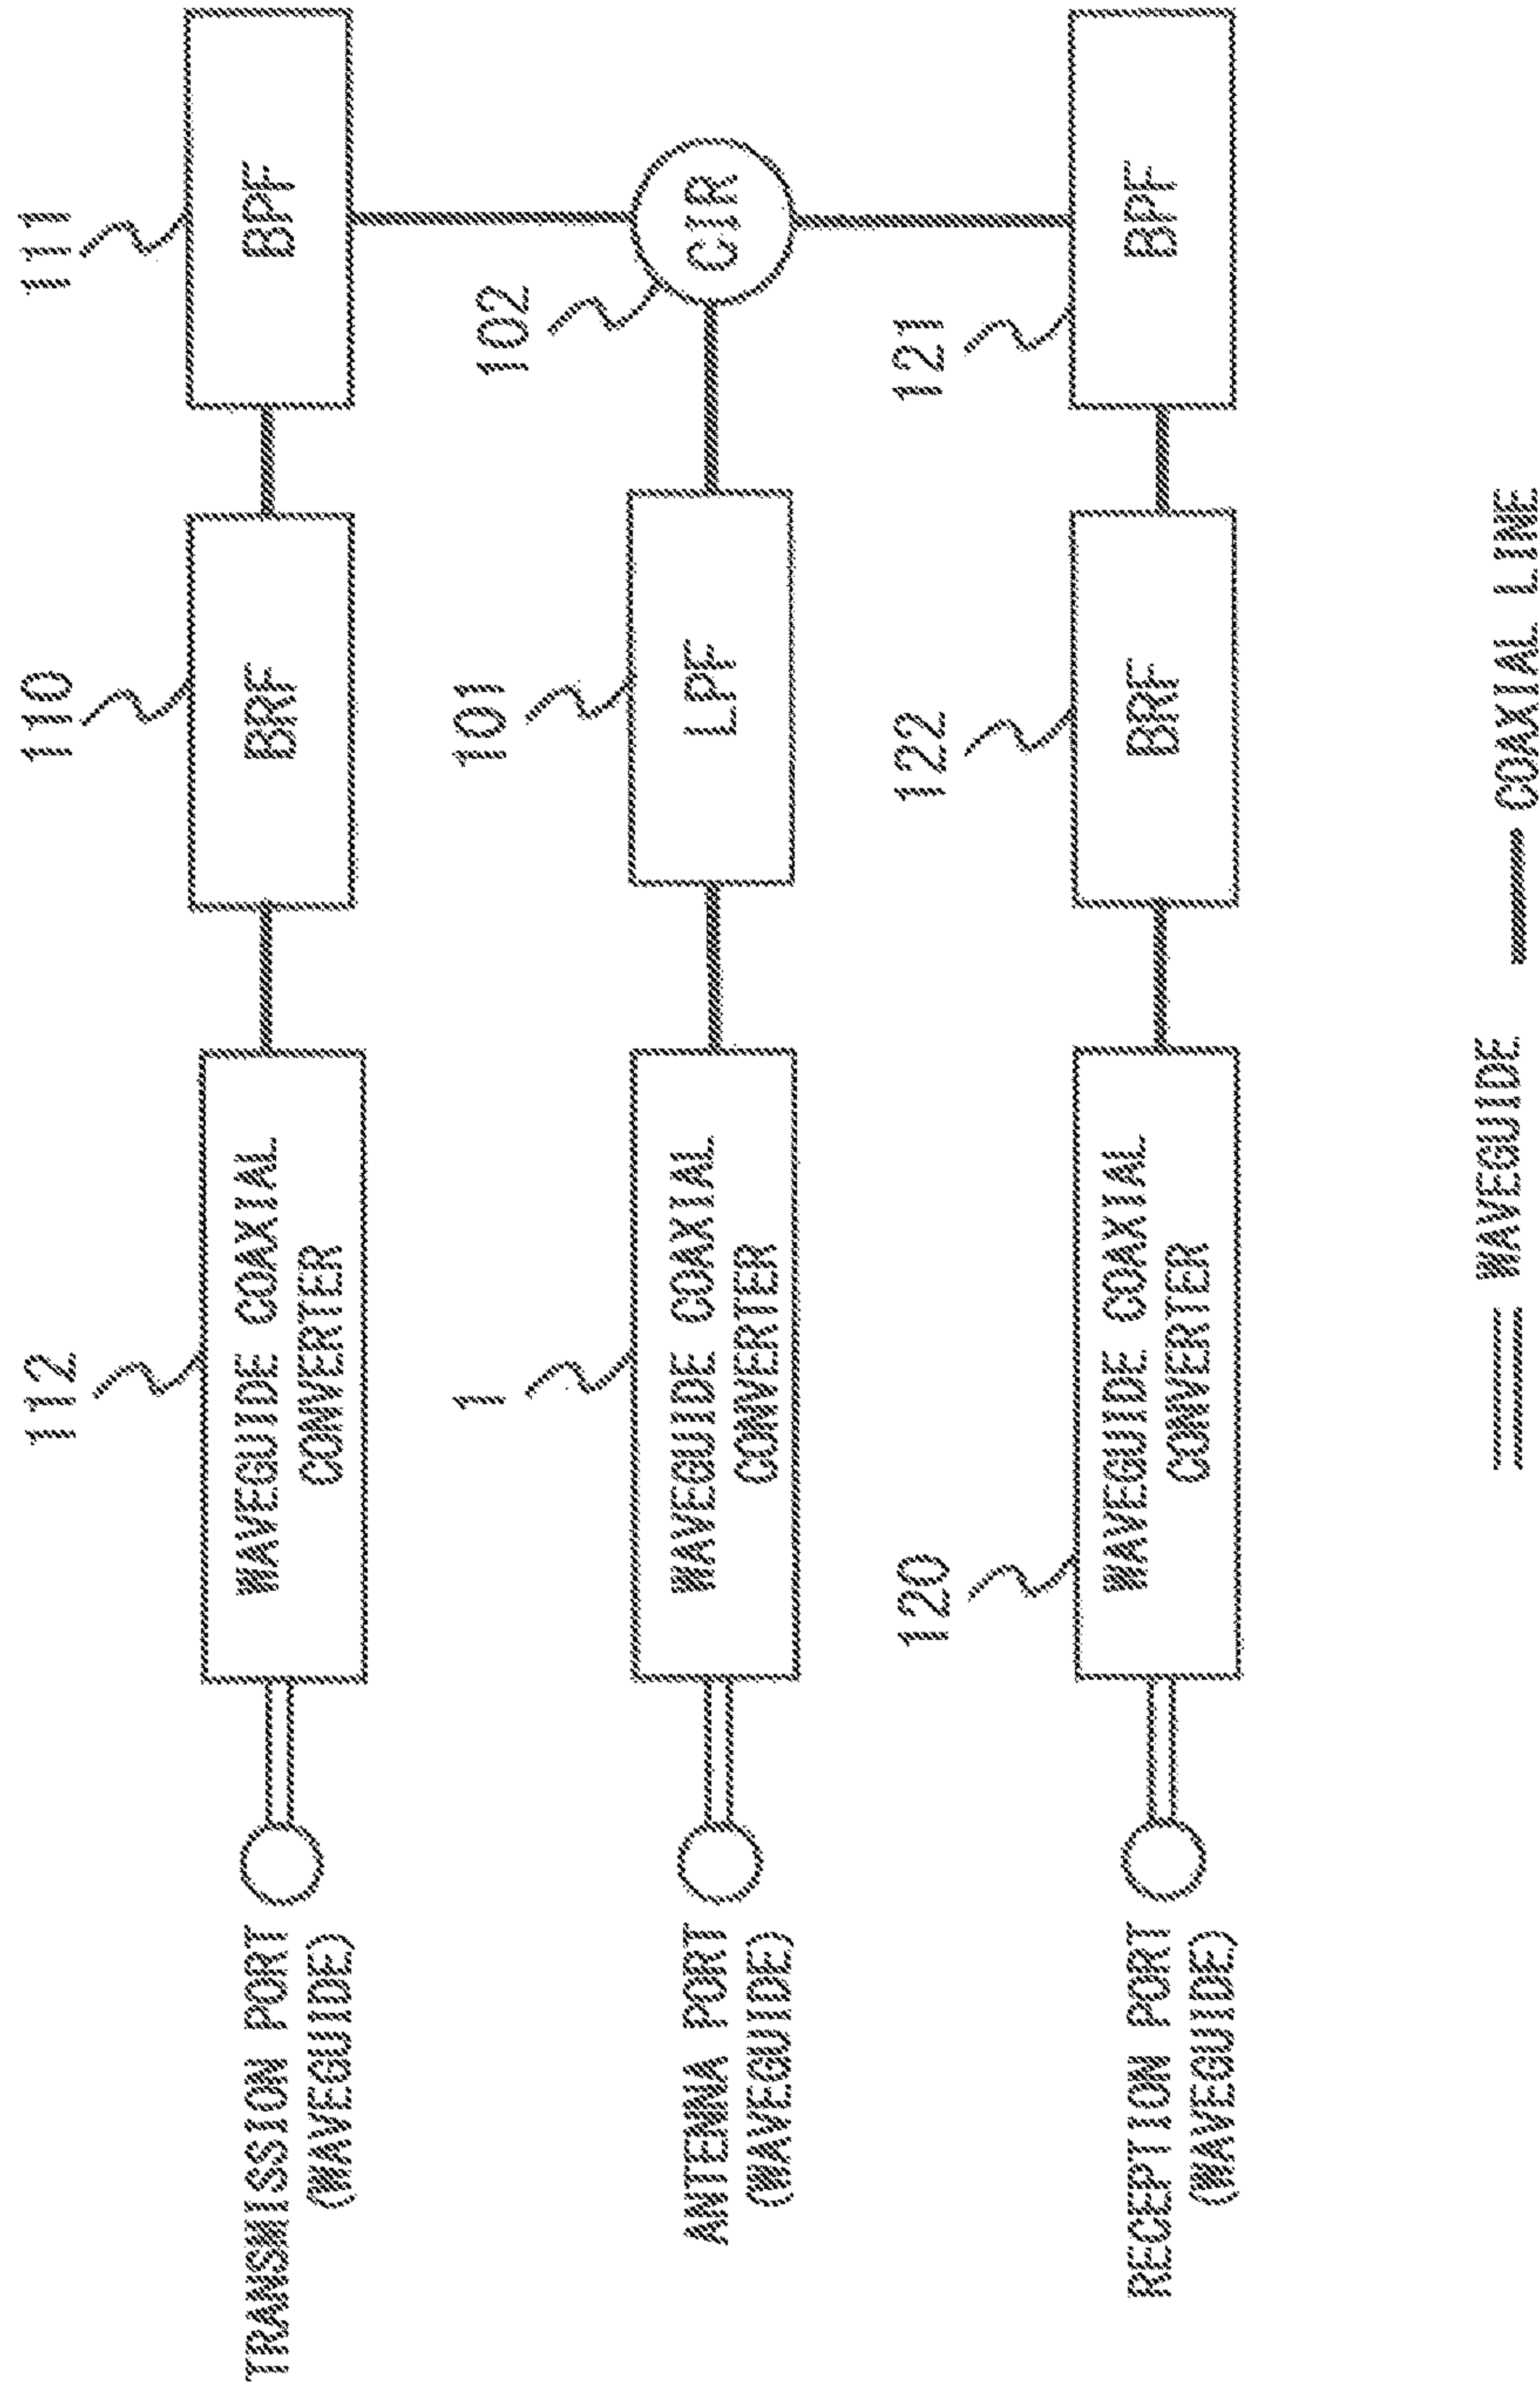 112
110
111
TRANSMISSION PORT
(WAVEGUIDE)
WAVEGUIDE COAXIAL
CONVERTER
BRF
BPF
1
101
102
ANTENNA PORT
(WAVEGUIDE)
WAVEGUIDE COAXIAL
CONVERTER
LPF
CIR
120
122
121
RECEPTION PORT
(WAVEGUIDE)
WAVEGUIDE COAXIAL
CONVERTER
BRF
BPF
WAVEGUIDE
COAXIAL LINE